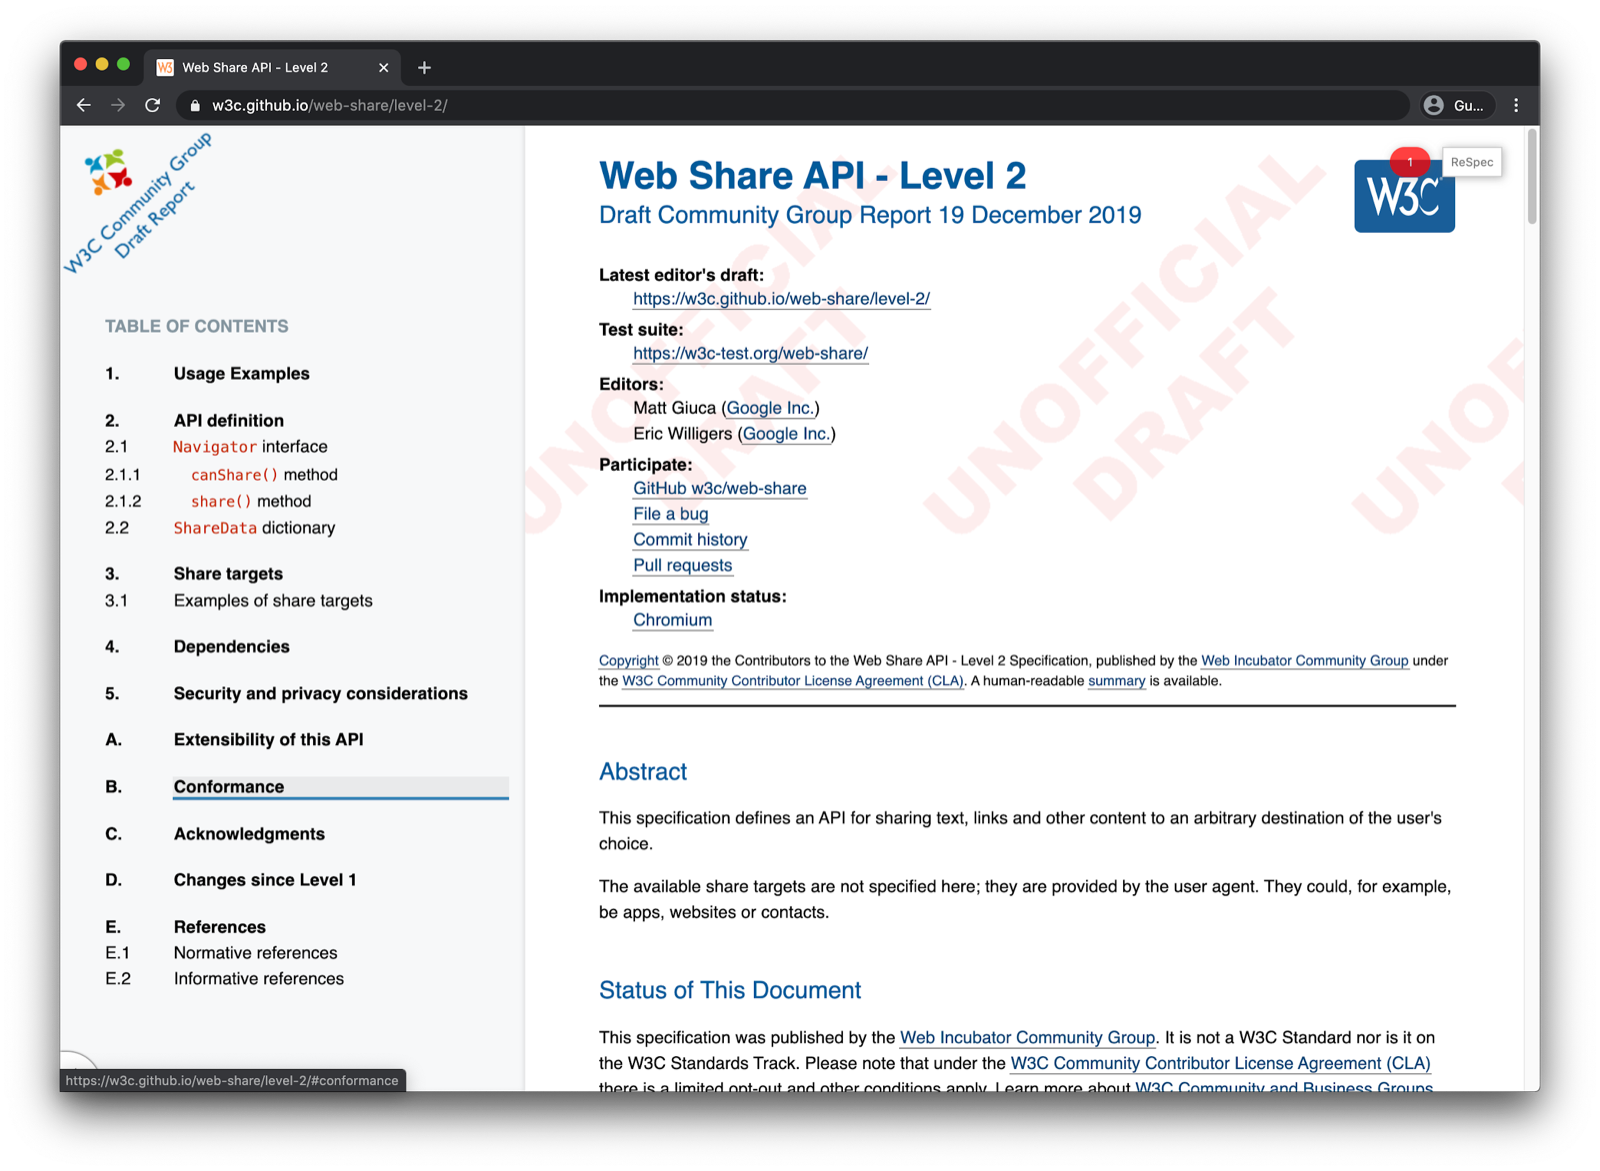 Web Share API - Level 2
w3c.github.io/web-share/level-2/
Gu...
W3C Community Group
Draft Report
TABLE OF CONTENTS
1. Usage Examples
2. API definition
2.1 Navigator interface
2.1.1 canShare() method
2.1.2 share() method
2.2 ShareData dictionary
3. Share targets
3.1 Examples of share targets
4. Dependencies
5. Security and privacy considerations
A. Extensibility of this API
B. Conformance
C. Acknowledgments
D. Changes since Level 1
E. References
E.1 Normative references
E.2 Informative references
https://w3c.github.io/web-share/level-2/#conformance
Web Share API - Level 2
Draft Community Group Report 19 December 2019
1
ReSpec
W3C
Latest editor's draft:
https://w3c.github.io/web-share/level-2/
Test suite:
https://w3c-test.org/web-share/
Editors:
Matt Giuca (Google Inc.)
Eric Willigers (Google Inc.)
Participate:
GitHub w3c/web-share
File a bug
Commit history
Pull requests
Implementation status:
Chromium
Copyright © 2019 the Contributors to the Web Share API - Level 2 Specification, published by the Web Incubator Community Group under
the W3C Community Contributor License Agreement (CLA). A human-readable summary is available.
UNOFFICIAL
DRAFT
UNOFFICIAL
DRAFT
UNOF
D
Abstract
This specification defines an API for sharing text, links and other content to an arbitrary destination of the user's
choice.
The available share targets are not specified here; they are provided by the user agent. They could, for example,
be apps, websites or contacts.
Status of This Document
This specification was published by the Web Incubator Community Group. It is not a W3C Standard nor is it on
the W3C Standards Track. Please note that under the W3C Community Contributor License Agreement (CLA)
there is a limited opt-out and other conditions apply. Learn more about W3C Community and Business Groups